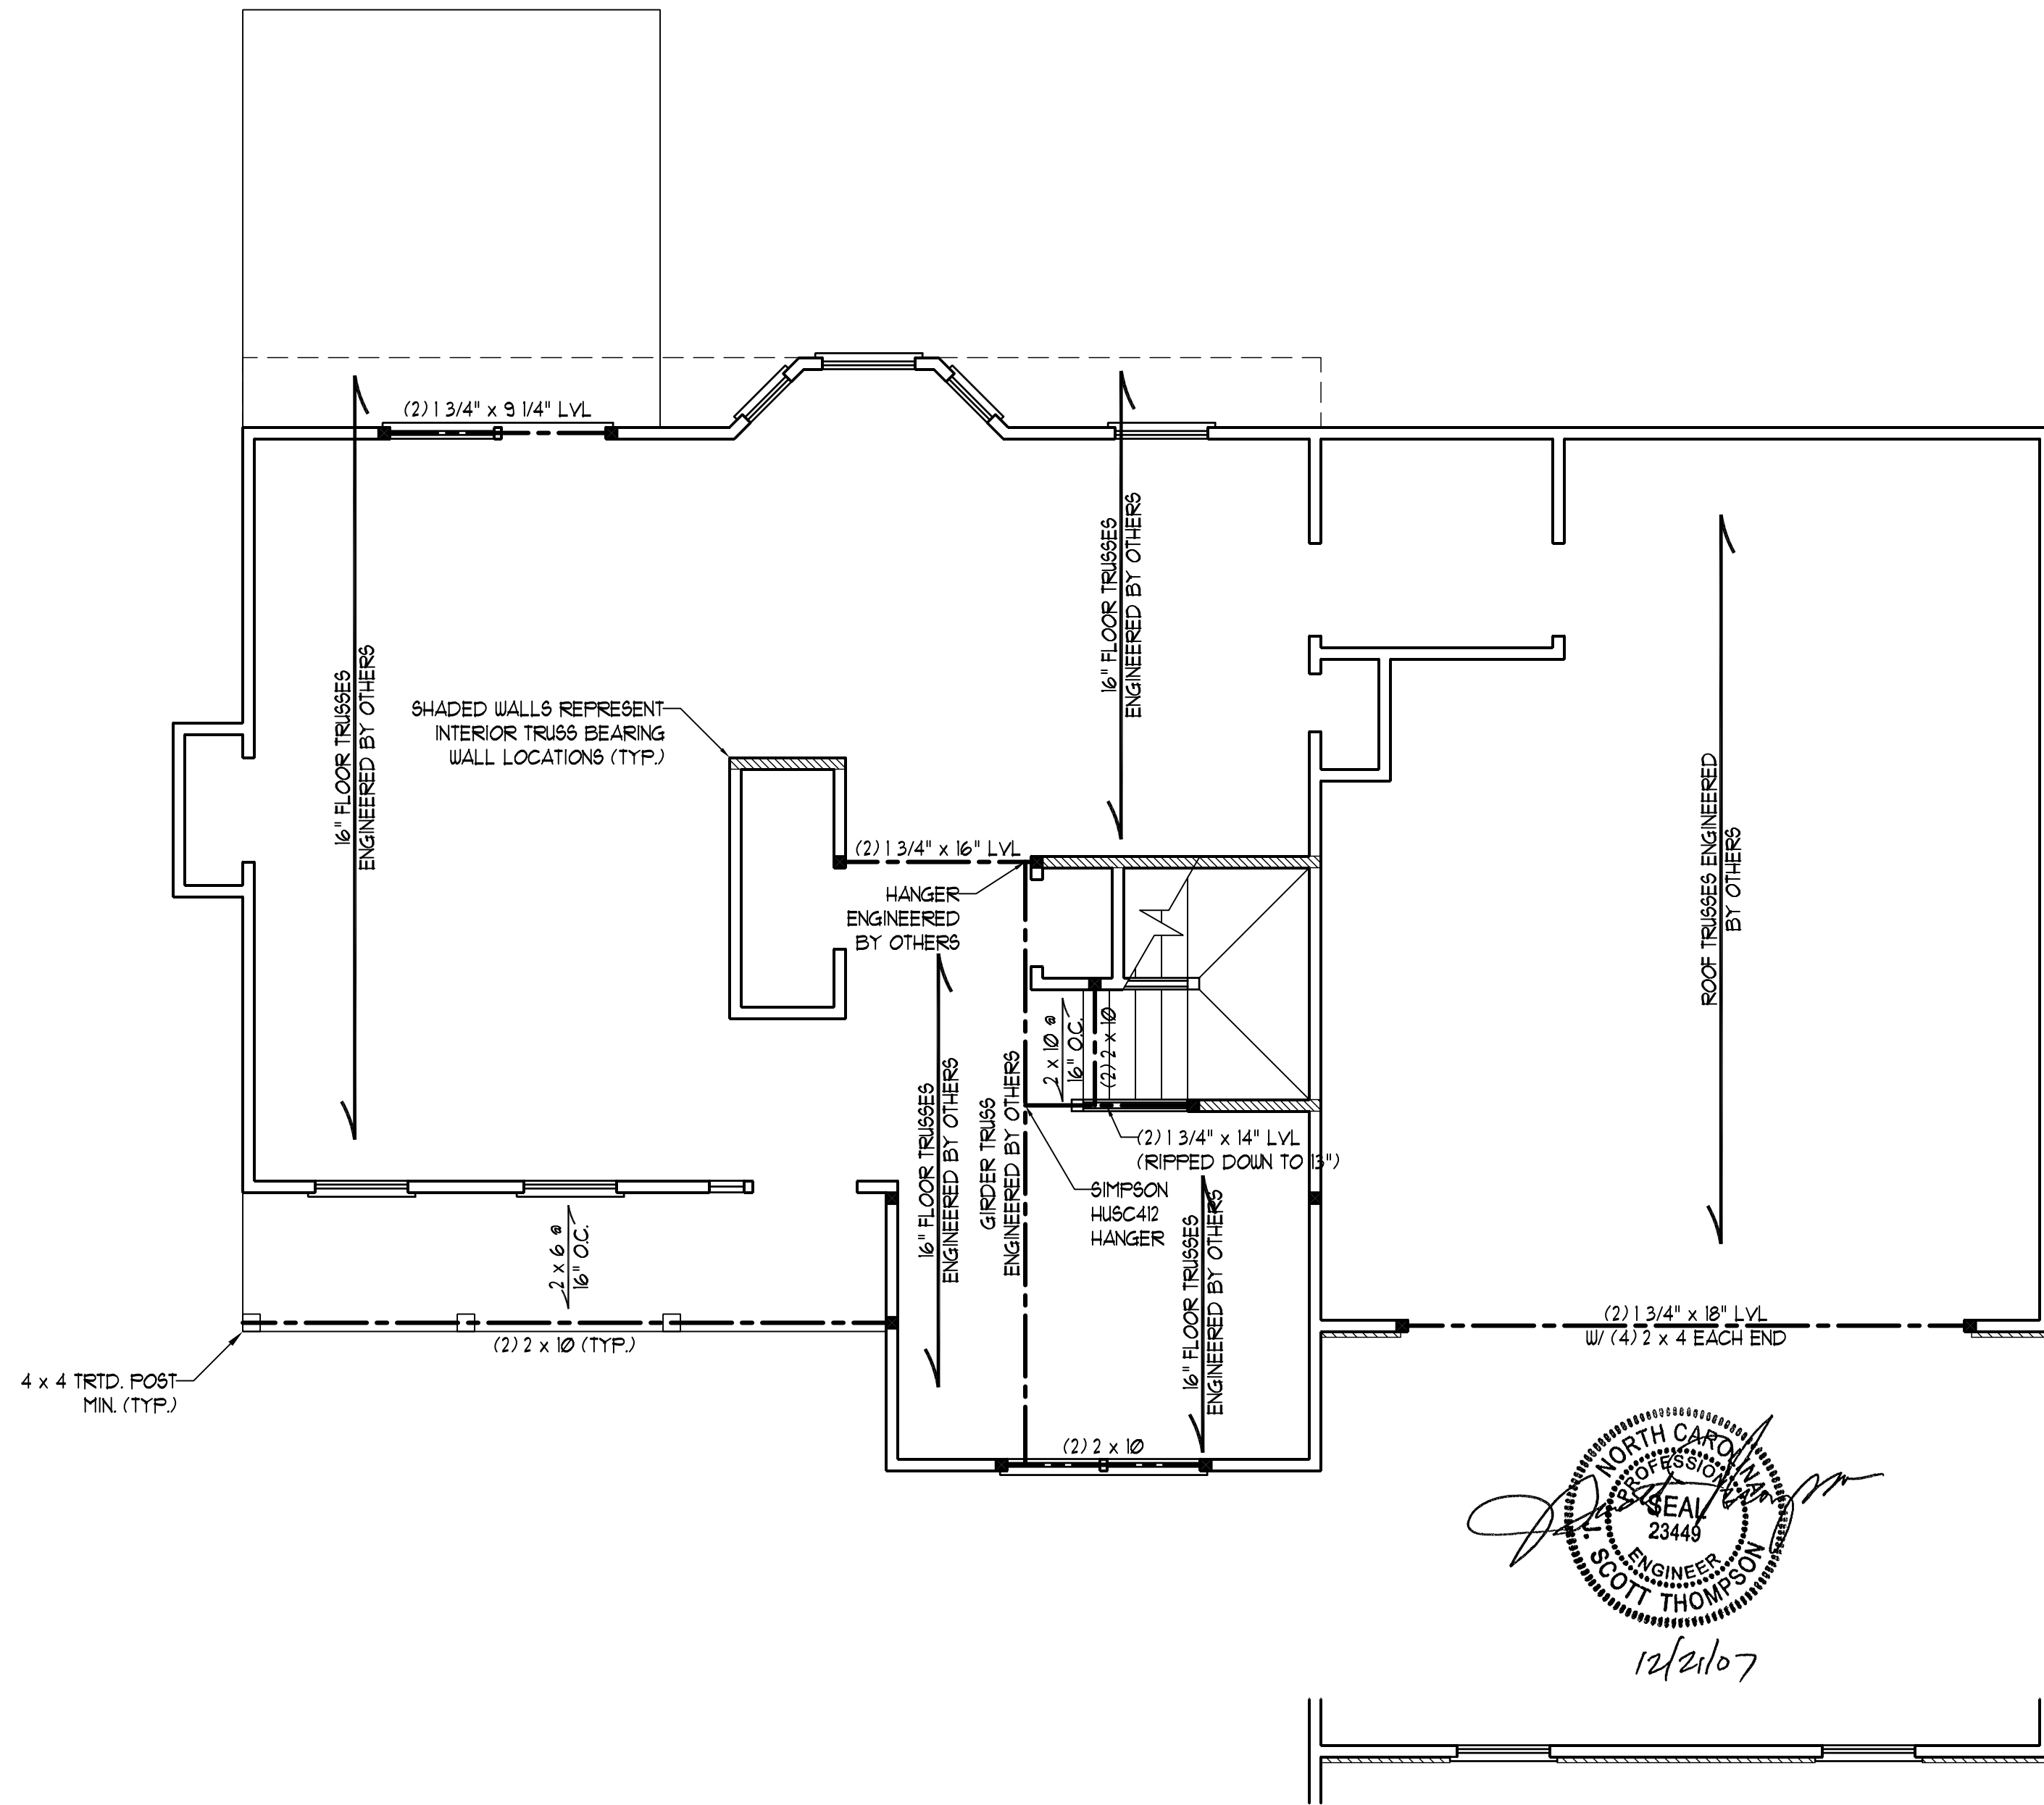 (2) 1 3/4" x 9 1/4" LVL
16" FLOOR TRUSSES
ENGINEERED BY OTHERS
16" FLOOR TRUSSES
ENGINEERED BY OTHERS
SHADED WALLS REPRESENT
INTERIOR TRUSS BEARING
WALL LOCATIONS (TYP.)
ROOF TRUSSES ENGINEERED
BY OTHERS
(2) 1 3/4" x 16" LVL
HANGER
ENGINEERED
BY OTHERS
2 x 10 @
16" O.C.
(2) 2 x 10
16" FLOOR TRUSSES
ENGINEERED BY OTHERS
GIRDER TRUSS
ENGINEERED BY OTHERS
(2) 1 3/4" x 14" LVL
(RIPPED DOWN TO 13")
SIMPSON
HUSC412
HANGER
16" FLOOR TRUSSES
ENGINEERED BY OTHERS
2 x 6 @
16" O.C.
(2) 2 x 10 (TYP.)
(2) 1 3/4" x 18" LVL
W/ (4) 2 x 4 EACH END
4 x 4 TRTD. POST
MIN. (TYP.)
(2) 2 x 10
NORTH CAROLINA
PROFESSIONAL
SEAL
23449
ENGINEER
J. SCOTT THOMPSON
12/21/07